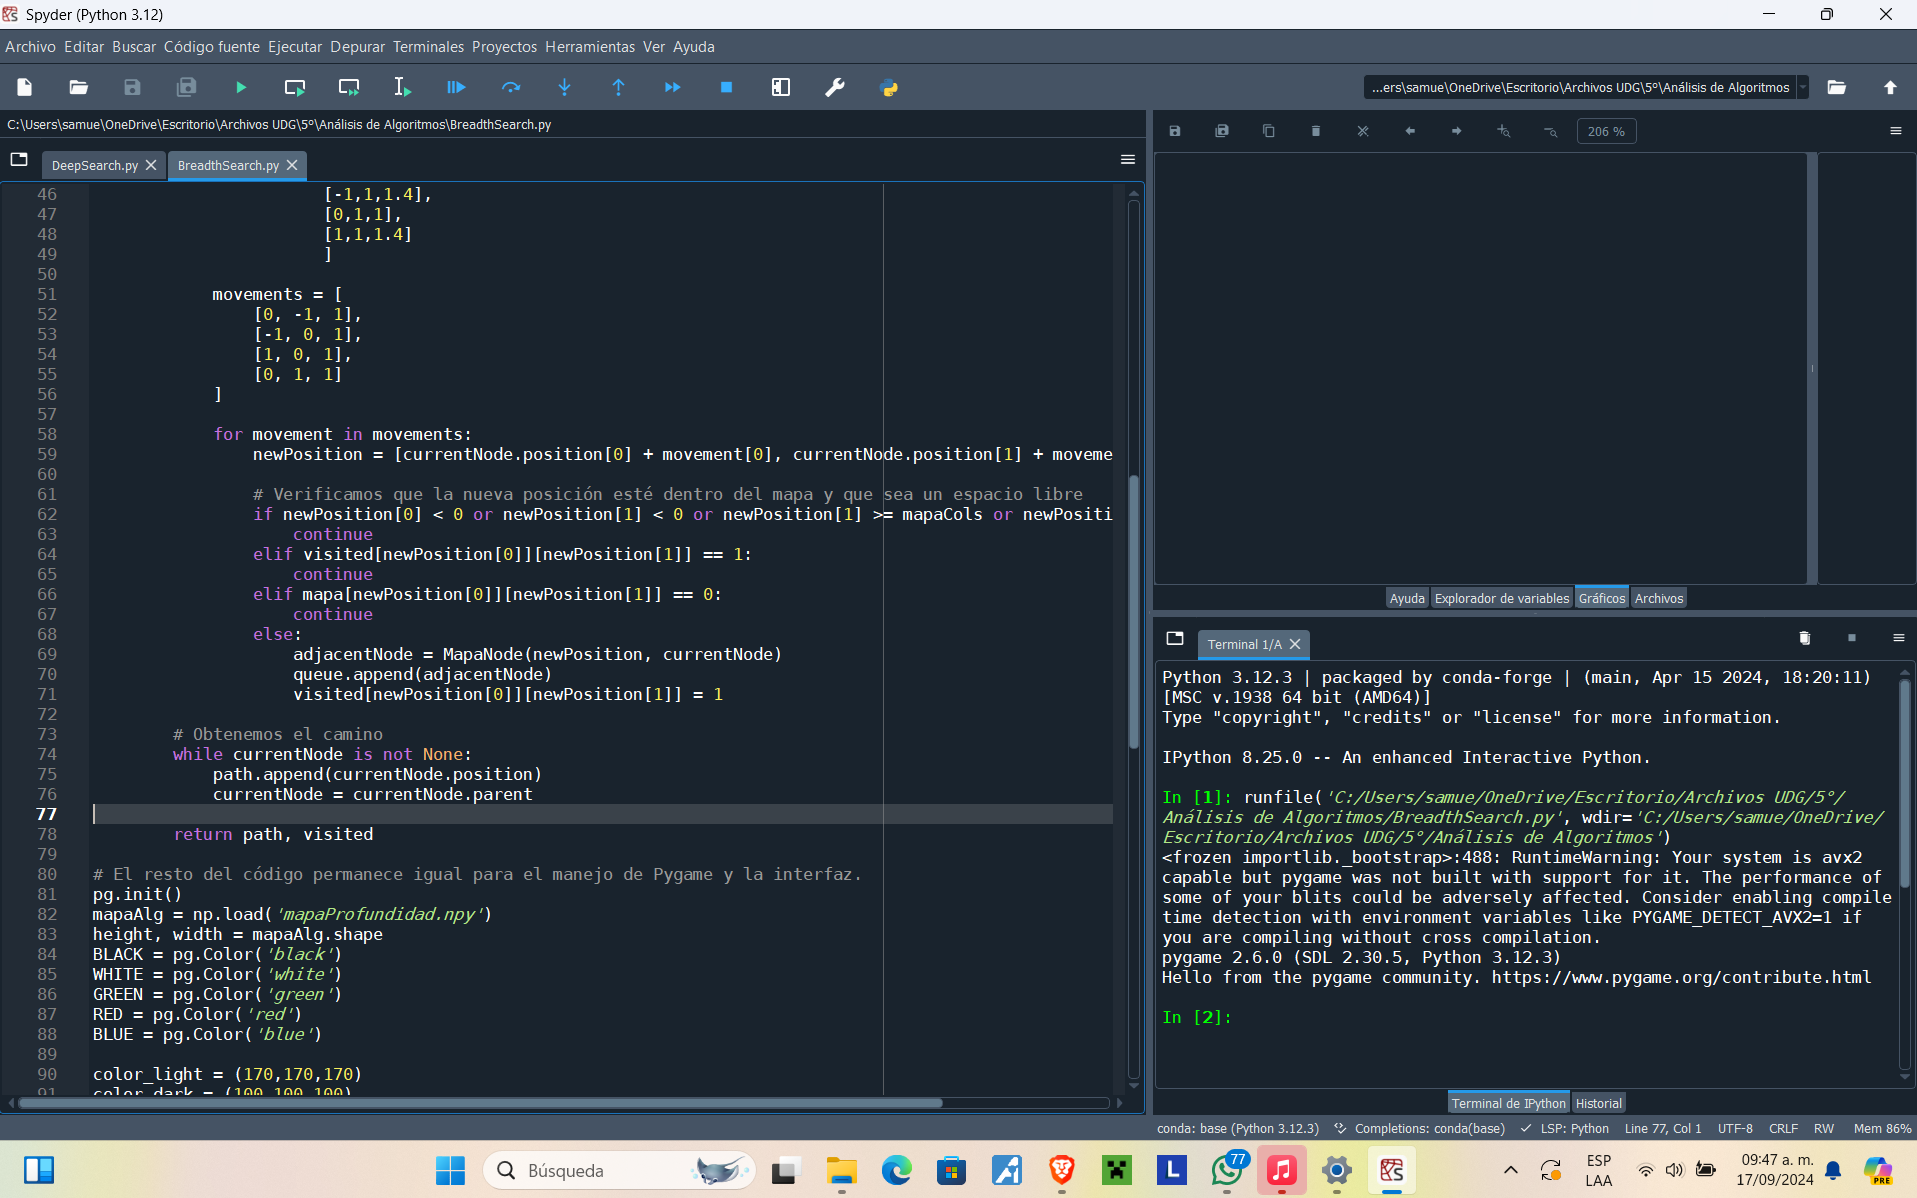 Spyder (Python 3.12)
Archivo Editar Buscar Código fuente Ejecutar Depurar Terminales Proyectos Herramientas Ver Ayuda
...ers\samue\OneDrive\Escritorio\Archivos UDG\5°\Análisis de Algoritmos
C:\Users\samue\OneDrive\Escritorio\Archivos UDG\5°\Análisis de Algoritmos\BreadthSearch.py
DeepSearch.py
BreadthSearch.py
46 [-1,1,1.4],
47 [0,1,1],
48 [1,1,1.4]
49 ]
50
51 movements = [
52 [0, -1, 1],
53 [-1, 0, 1],
54 [1, 0, 1],
55 [0, 1, 1]
56 ]
57
58 for movement in movements:
59 newPosition = [currentNode.position[0] + movement[0], currentNode.position[1] + moveme
60
61 # Verificamos que la nueva posición esté dentro del mapa y que sea un espacio libre
62 if newPosition[0] < 0 or newPosition[1] < 0 or newPosition[1] >= mapaCols or newPositi
63 continue
64 elif visited[newPosition[0]][newPosition[1]] == 1:
65 continue
66 elif mapa[newPosition[0]][newPosition[1]] == 0:
67 continue
68 else:
69 adjacentNode = MapaNode(newPosition, currentNode)
70 queue.append(adjacentNode)
71 visited[newPosition[0]][newPosition[1]] = 1
72
73 # Obtenemos el camino
74 while currentNode is not None:
75 path.append(currentNode.position)
76 currentNode = currentNode.parent
77
78 return path, visited
79
80 # El resto del código permanece igual para el manejo de Pygame y la interfaz.
81 pg.init()
82 mapaAlg = np.load('mapaProfundidad.npy')
83 height, width = mapaAlg.shape
84 BLACK = pg.Color('black')
85 WHITE = pg.Color('white')
86 GREEN = pg.Color('green')
87 RED = pg.Color('red')
88 BLUE = pg.Color('blue')
89
90 color_light = (170,170,170)
91 color_dark = (100,100,100)
206 %
Ayuda Explorador de variables Gráficos Archivos
Terminal 1/A
Python 3.12.3 | packaged by conda-forge | (main, Apr 15 2024, 18:20:11)
[MSC v.1938 64 bit (AMD64)]
Type "copyright", "credits" or "license" for more information.
IPython 8.25.0 -- An enhanced Interactive Python.
In [1]: runfile('C:/Users/samue/OneDrive/Escritorio/Archivos UDG/5°/
Análisis de Algoritmos/BreadthSearch.py', wdir='C:/Users/samue/OneDrive/
Escritorio/Archivos UDG/5°/Análisis de Algoritmos')
<frozen importlib._bootstrap>:488: RuntimeWarning: Your system is avx2
capable but pygame was not built with support for it. The performance of
some of your blits could be adversely affected. Consider enabling compile
time detection with environment variables like PYGAME_DETECT_AVX2=1 if
you are compiling without cross compilation.
pygame 2.6.0 (SDL 2.30.5, Python 3.12.3)
Hello from the pygame community. https://www.pygame.org/contribute.html
In [2]:
Terminal de IPython Historial
conda: base (Python 3.12.3) Completions: conda(base) LSP: Python Line 77, Col 1 UTF-8 CRLF RW Mem 86%
Búsqueda
L
77
ESP
LAA
09:47 a. m.
17/09/2024
PRE